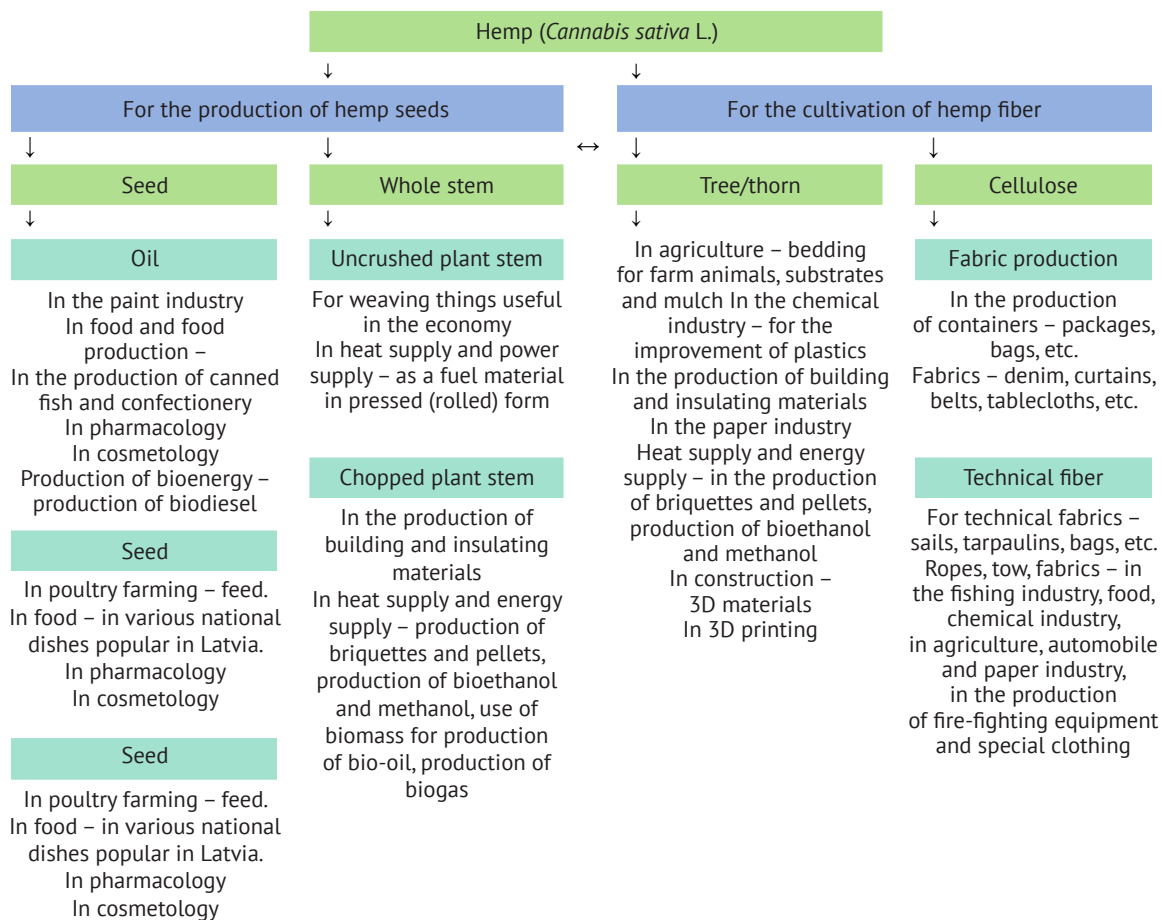 Hemp (Cannabis sativa L.)
↓ ↓
For the production of hemp seeds
For the cultivation of hemp fiber
↓ ↓ ↔ ↓ ↓
Seed
Whole stem
Tree/thorn
Cellulose
↓ ↓ ↓ ↓
Oil
In the paint industry
In food and food
production –
In the production of canned
fish and confectionery
In pharmacology
In cosmetology
Production of bioenergy –
production of biodiesel
Seed
In poultry farming – feed.
In food – in various national
dishes popular in Latvia.
In pharmacology
In cosmetology
Seed
In poultry farming – feed.
In food – in various national
dishes popular in Latvia.
In pharmacology
In cosmetology
Uncrushed plant stem
For weaving things useful
in the economy
In heat supply and power
supply – as a fuel material
in pressed (rolled) form
Chopped plant stem
In the production of
building and insulating
materials
In heat supply and energy
supply – production of
briquettes and pellets,
production of bioethanol
and methanol, use of
biomass for production
of bio-oil, production of
biogas
In agriculture – bedding
for farm animals, substrates
and mulch In the chemical
industry – for the
improvement of plastics
In the production of building
and insulating materials
In the paper industry
Heat supply and energy
supply – in the production
of briquettes and pellets,
production of bioethanol
and methanol
In construction –
3D materials
In 3D printing
Fabric production
In the production
of containers – packages,
bags, etc.
Fabrics – denim, curtains,
belts, tablecloths, etc.
Technical fiber
For technical fabrics –
sails, tarpaulins, bags, etc.
Ropes, tow, fabrics – in
the fishing industry, food,
chemical industry,
in agriculture, automobile
and paper industry,
in the production
of fire-fighting equipment
and special clothing